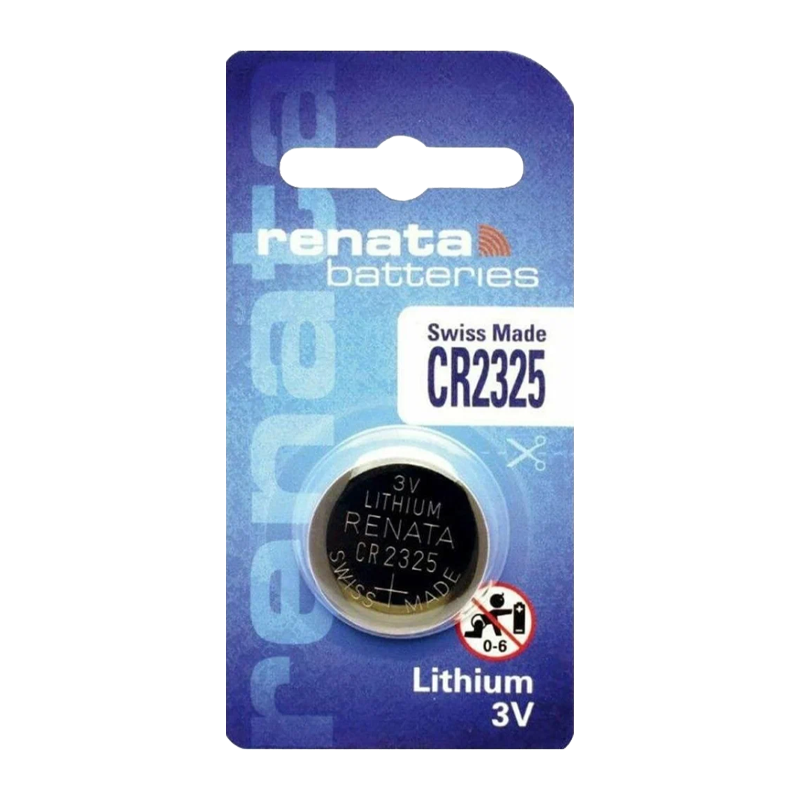 renata
renata
batteries
Swiss Made
CR2325
3V
LITHIUM
RENATA
CR2325
SWISS MADE
+
0-6
Lithium
3V